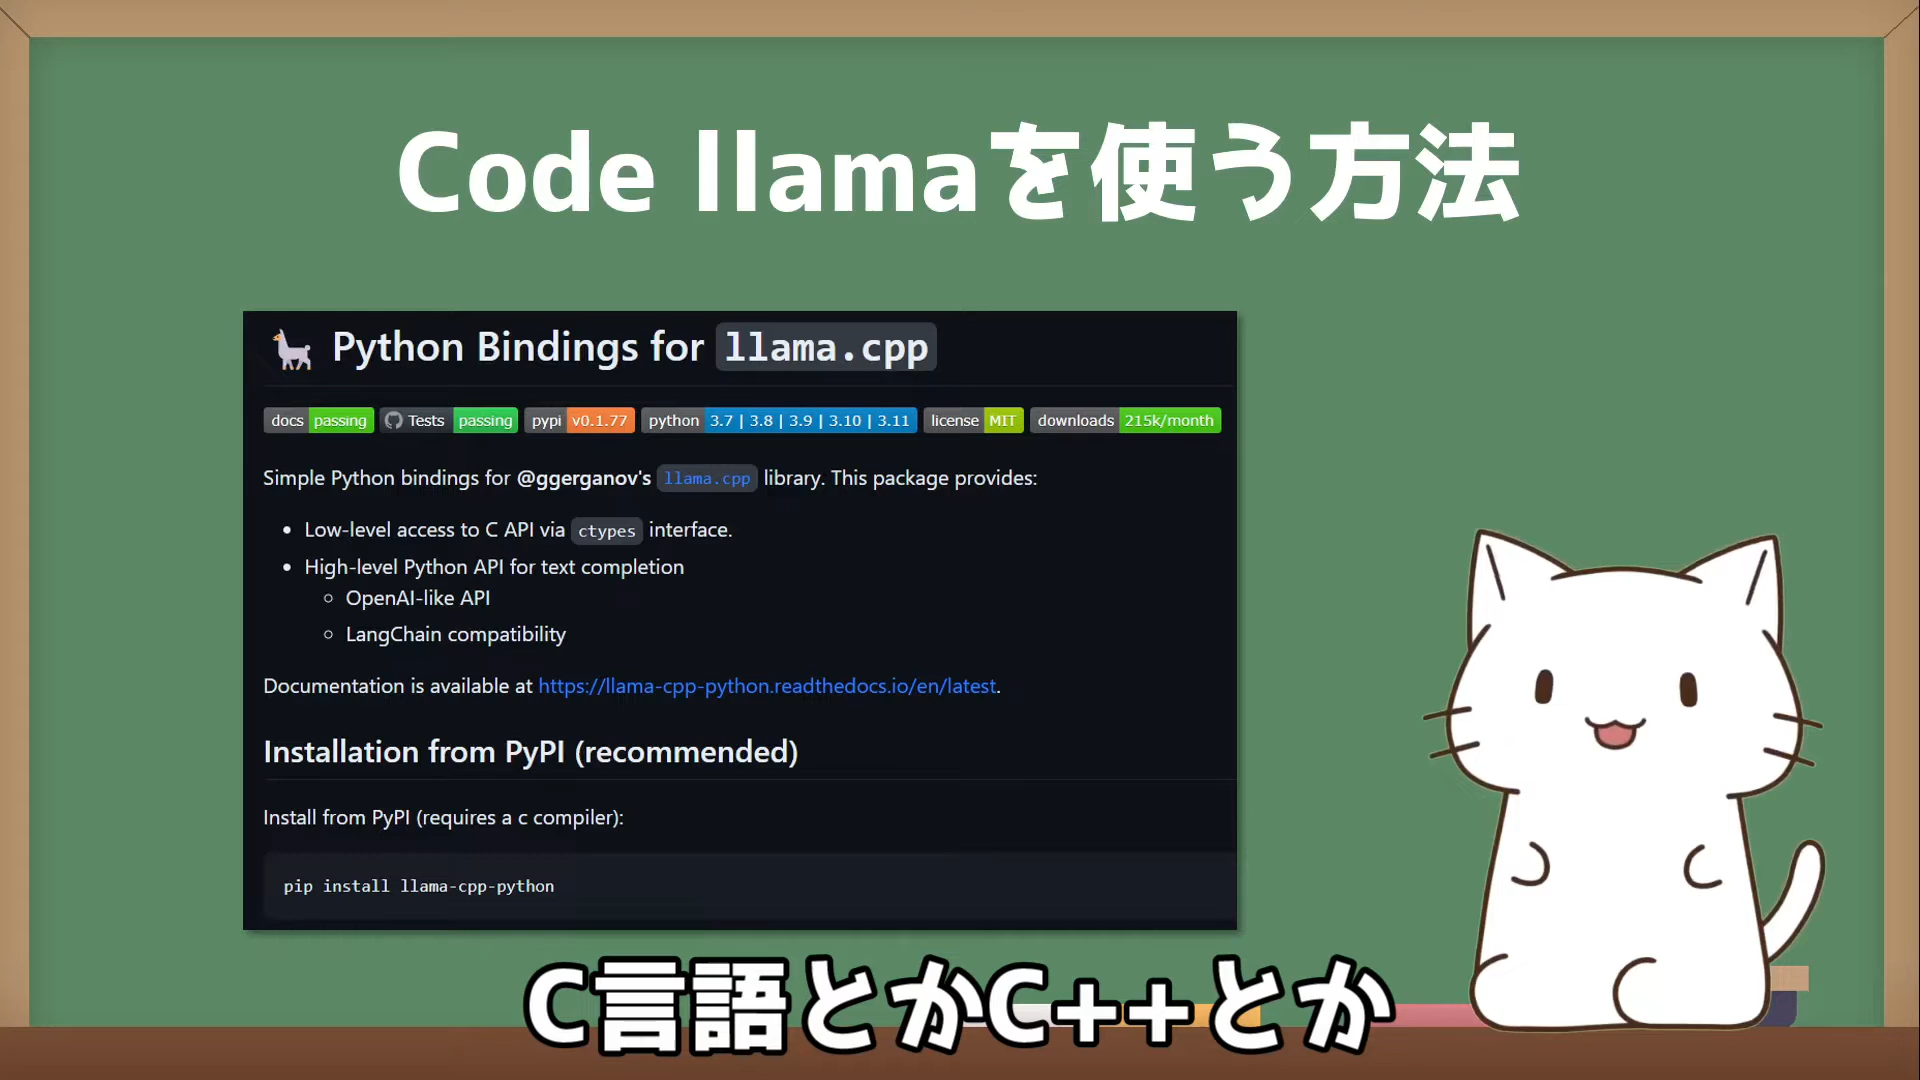 Code llamaを使う方法
Python Bindings for llama.cpp
docs passing Tests passing pypi v0.1.77 python 3.7 | 3.8 | 3.9 | 3.10 | 3.11 license MIT downloads 215k/month
Simple Python bindings for @ggerganov's llama.cpp library. This package provides:
• Low-level access to C API via ctypes interface.
• High-level Python API for text completion
○ OpenAI-like API
○ LangChain compatibility
Documentation is available at https://llama-cpp-python.readthedocs.io/en/latest.
Installation from PyPI (recommended)
Install from PyPI (requires a c compiler):
pip install llama-cpp-python
C言語とかC++とか